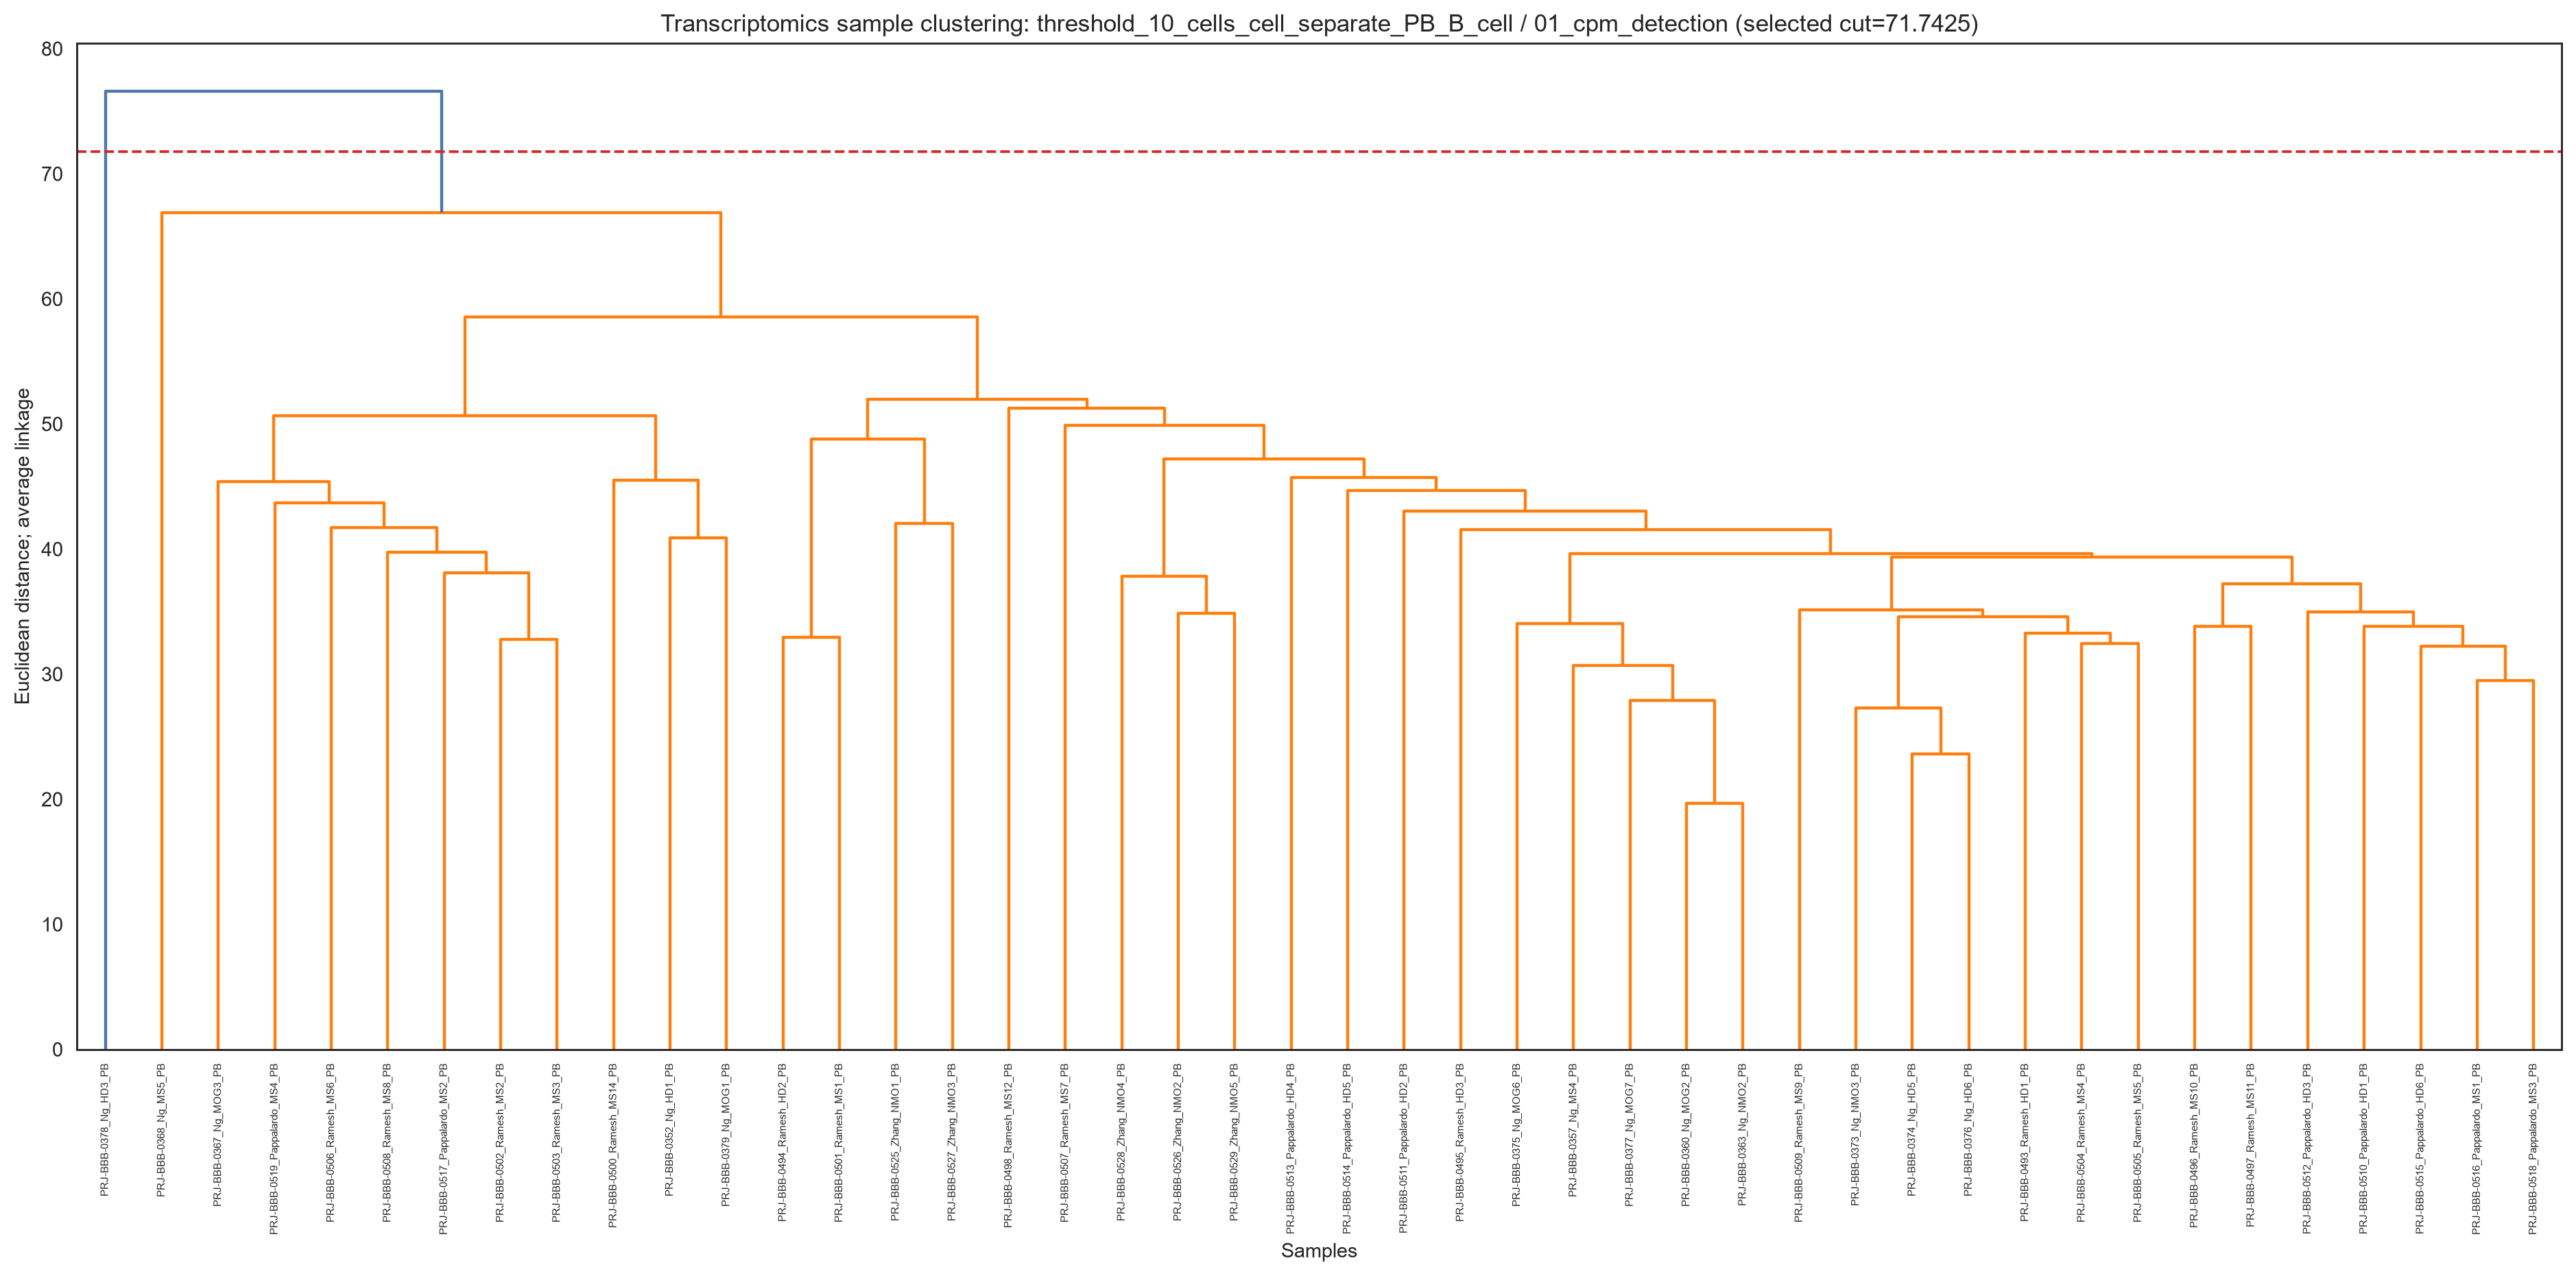 Transcriptomics sample clustering: threshold_10_cells_cell_separate_PB_B_cell / 01_cpm_detection (selected cut=71.7425)
80
70
60
50
40
30
20
10
0
Euclidean distance; average linkage
PRJ-BBB-0378_Ng_HD3_PB
PRJ-BBB-0368_Ng_MS5_PB
PRJ-BBB-0367_Ng_MOG3_PB
PRJ-BBB-0519_Pappalardo_MS4_PB
PRJ-BBB-0506_Ramesh_MS6_PB
PRJ-BBB-0508_Ramesh_MS8_PB
PRJ-BBB-0517_Pappalardo_MS2_PB
PRJ-BBB-0502_Ramesh_MS2_PB
PRJ-BBB-0503_Ramesh_MS3_PB
PRJ-BBB-0500_Ramesh_MS14_PB
PRJ-BBB-0352_Ng_HD1_PB
PRJ-BBB-0379_Ng_MOG1_PB
PRJ-BBB-0494_Ramesh_HD2_PB
PRJ-BBB-0501_Ramesh_MS1_PB
PRJ-BBB-0525_Zhang_NMO1_PB
PRJ-BBB-0527_Zhang_NMO3_PB
PRJ-BBB-0498_Ramesh_MS12_PB
PRJ-BBB-0507_Ramesh_MS7_PB
PRJ-BBB-0528_Zhang_NMO4_PB
PRJ-BBB-0526_Zhang_NMO2_PB
PRJ-BBB-0529_Zhang_NMO5_PB
PRJ-BBB-0513_Pappalardo_HD4_PB
PRJ-BBB-0514_Pappalardo_HD5_PB
PRJ-BBB-0511_Pappalardo_HD2_PB
PRJ-BBB-0495_Ramesh_HD3_PB
PRJ-BBB-0375_Ng_MOG6_PB
PRJ-BBB-0357_Ng_MS4_PB
PRJ-BBB-0377_Ng_MOG7_PB
PRJ-BBB-0360_Ng_MOG2_PB
PRJ-BBB-0363_Ng_NMO2_PB
PRJ-BBB-0509_Ramesh_MS9_PB
PRJ-BBB-0373_Ng_NMO3_PB
PRJ-BBB-0374_Ng_HD5_PB
PRJ-BBB-0376_Ng_HD6_PB
PRJ-BBB-0493_Ramesh_HD1_PB
PRJ-BBB-0504_Ramesh_MS4_PB
PRJ-BBB-0505_Ramesh_MS5_PB
PRJ-BBB-0496_Ramesh_MS10_PB
PRJ-BBB-0497_Ramesh_MS11_PB
PRJ-BBB-0512_Pappalardo_HD3_PB
PRJ-BBB-0510_Pappalardo_HD1_PB
PRJ-BBB-0515_Pappalardo_HD6_PB
PRJ-BBB-0516_Pappalardo_MS1_PB
PRJ-BBB-0518_Pappalardo_MS3_PB
Samples